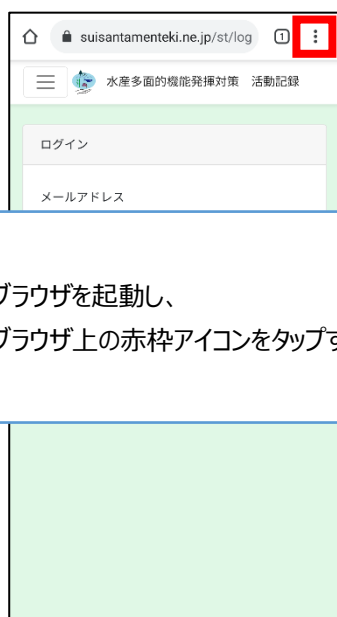 suisantamenteki.ne.jp/st/log 1
水産多面的機能発揮対策 活動記録
ログイン
メールアドレス
ブラウザを起動し、
ブラウザ上の赤枠アイコンをタップす